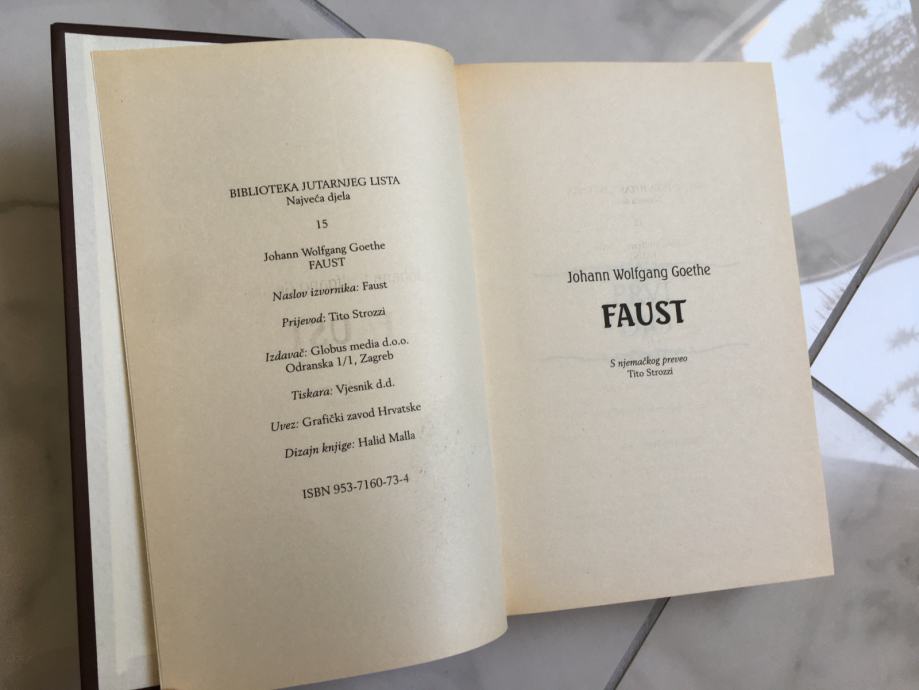 BIBLIOTEKA JUTARNJEG LISTA
Najveća djela
15
Johann Wolfgang Goethe
FAUST
Naslov izvornika: Faust
Prijevod: Tito Strozzi
Izdavač: Globus media d.o.o.
Odranska 1/1, Zagreb
Tiskara: Vjesnik d.d.
Uvez: Grafički zavod Hrvatske
Dizajn knjige: Halid Malla
ISBN 953-7160-73-4
Johann Wolfgang Goethe
FAUST
S njemačkog preveo
Tito Strozzi